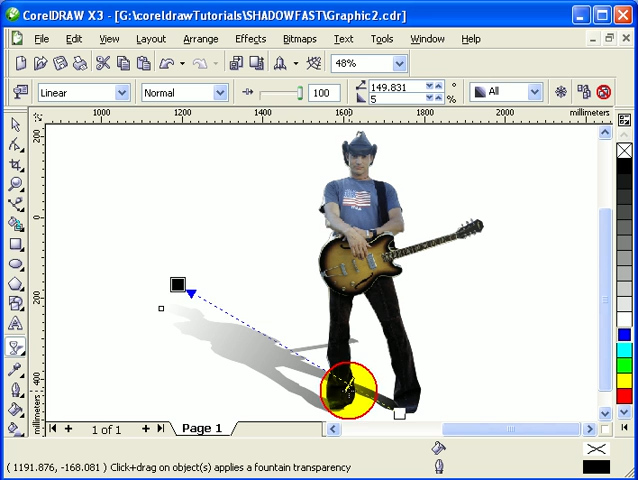 CorelDRAW X3 - [G:\coreldrawTutorials\SHADOWFAST\Graphic2.cdr]
File Edit View Layout Arrange Effects Bitmaps Text Tools Window Help
48%
Linear Normal 100 149.831 ° All
5 %
1000 1200 1400 1600 1800 2000 millimeters
200
0
200
400
millimeters
1 of 1 Page 1
( 1191.876, -168.081 ) Click+drag on object(s) applies a fountain transparency